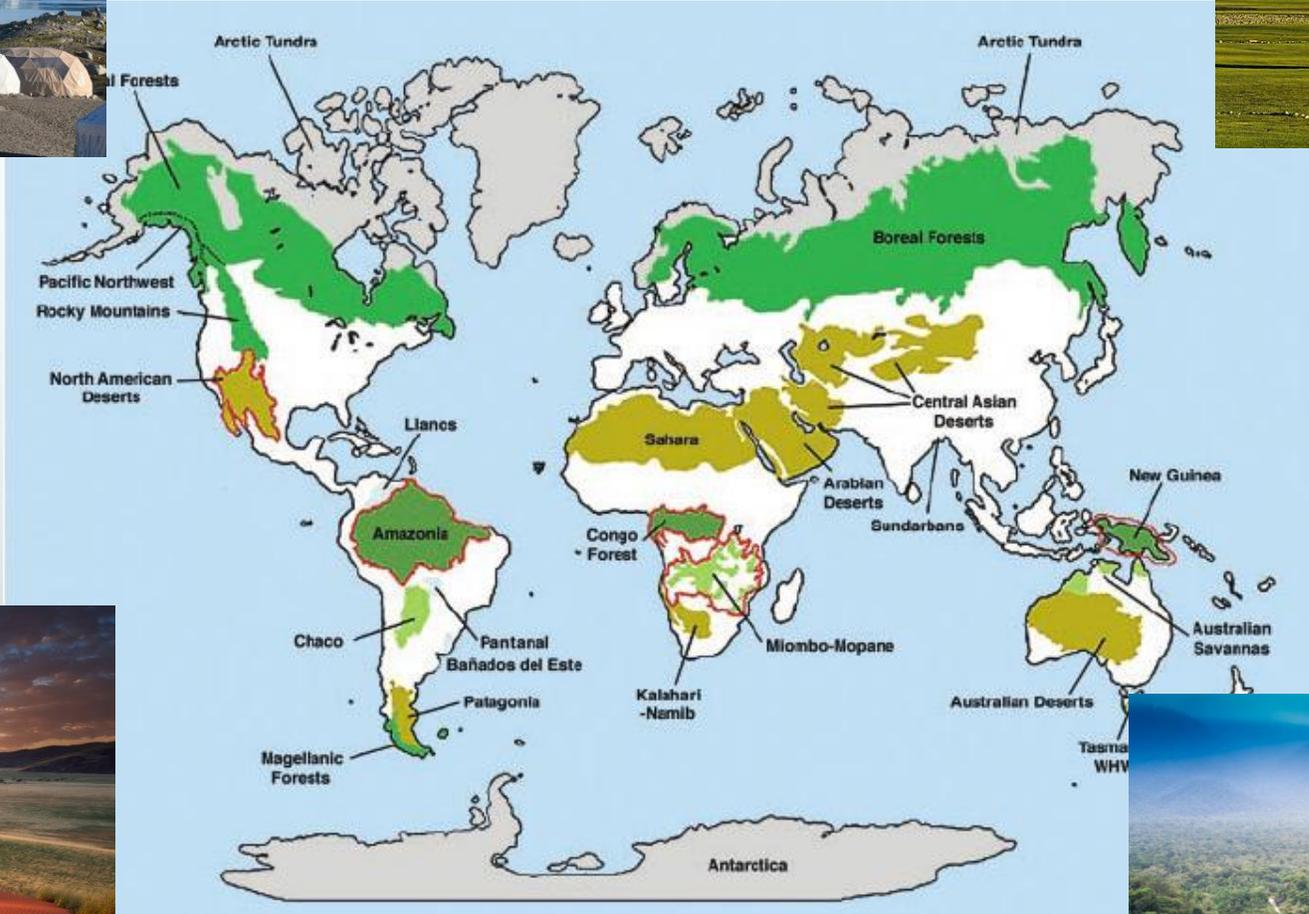 Arctic Tundra
Arctic Tundra
al Forests
Boreal Forests
Pacific Northwest
Rocky Mountains
North American
Deserts
Llanos
Sahara
Central Asian
Deserts
Arabian
Deserts
Sundarbans
New Guinea
Amazonia
Congo
Forest
Chaco
Pantanal
Bañados del Este
Miombo-Mopane
Australian
Savannas
Kalahari
-Namib
Patagonia
Australian Deserts
Magellanic
Forests
Tasma
WHW
Antarctica